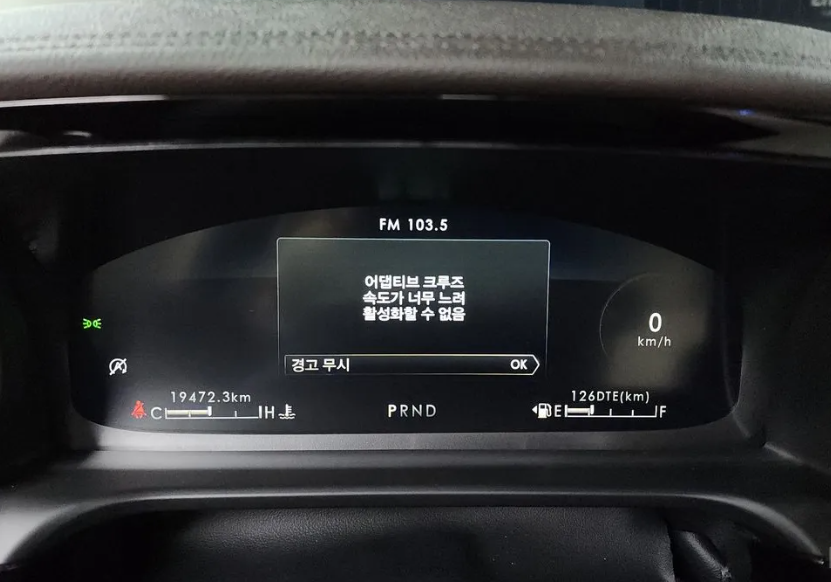 FM 103.5
어댑티브 크루즈
속도가 너무 느려
활성화할 수 없음
경고 무시 OK
0
km/h
19472.3km
126DTE(km)
C H
PRND
E F